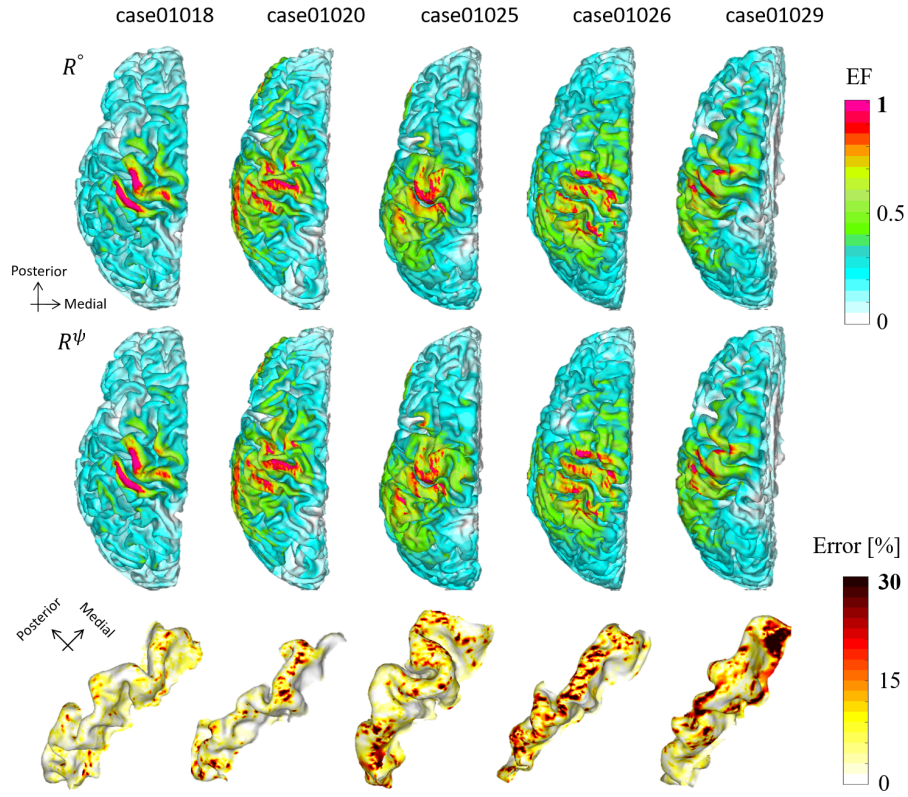 case01018 case01020 case01025 case01026 case01029
R°
EF
1
0.5
0
Posterior
Medial
R^ψ
Error [%]
30
15
0
Posterior
Medial